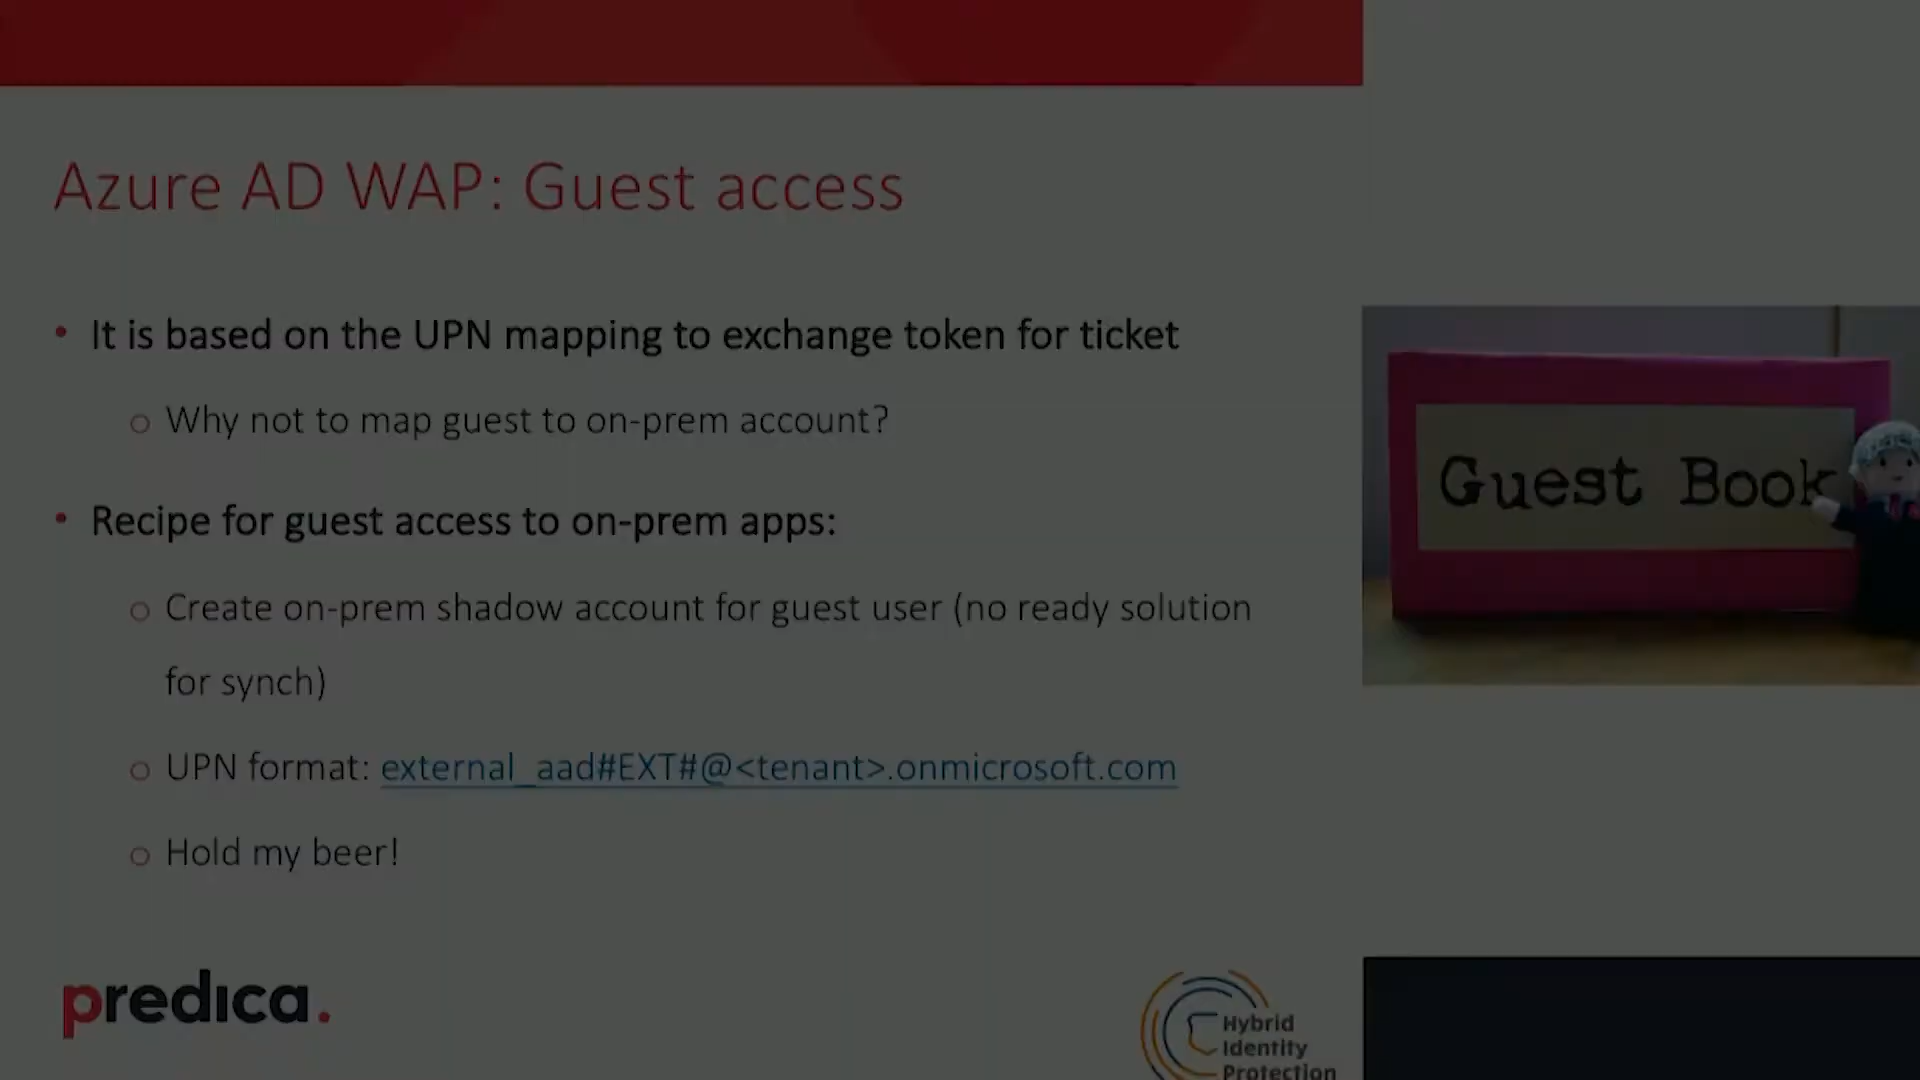 Azure AD WAP: Guest access
• It is based on the UPN mapping to exchange token for ticket
o Why not to map guest to on-prem account?
• Recipe for guest access to on-prem apps:
o Create on-prem shadow account for guest user (no ready solution
for synch)
o UPN format: external_aad#EXT#@<tenant>.onmicrosoft.com
o Hold my beer!
Guest Book
predica.
Hybrid
Identity
Protection